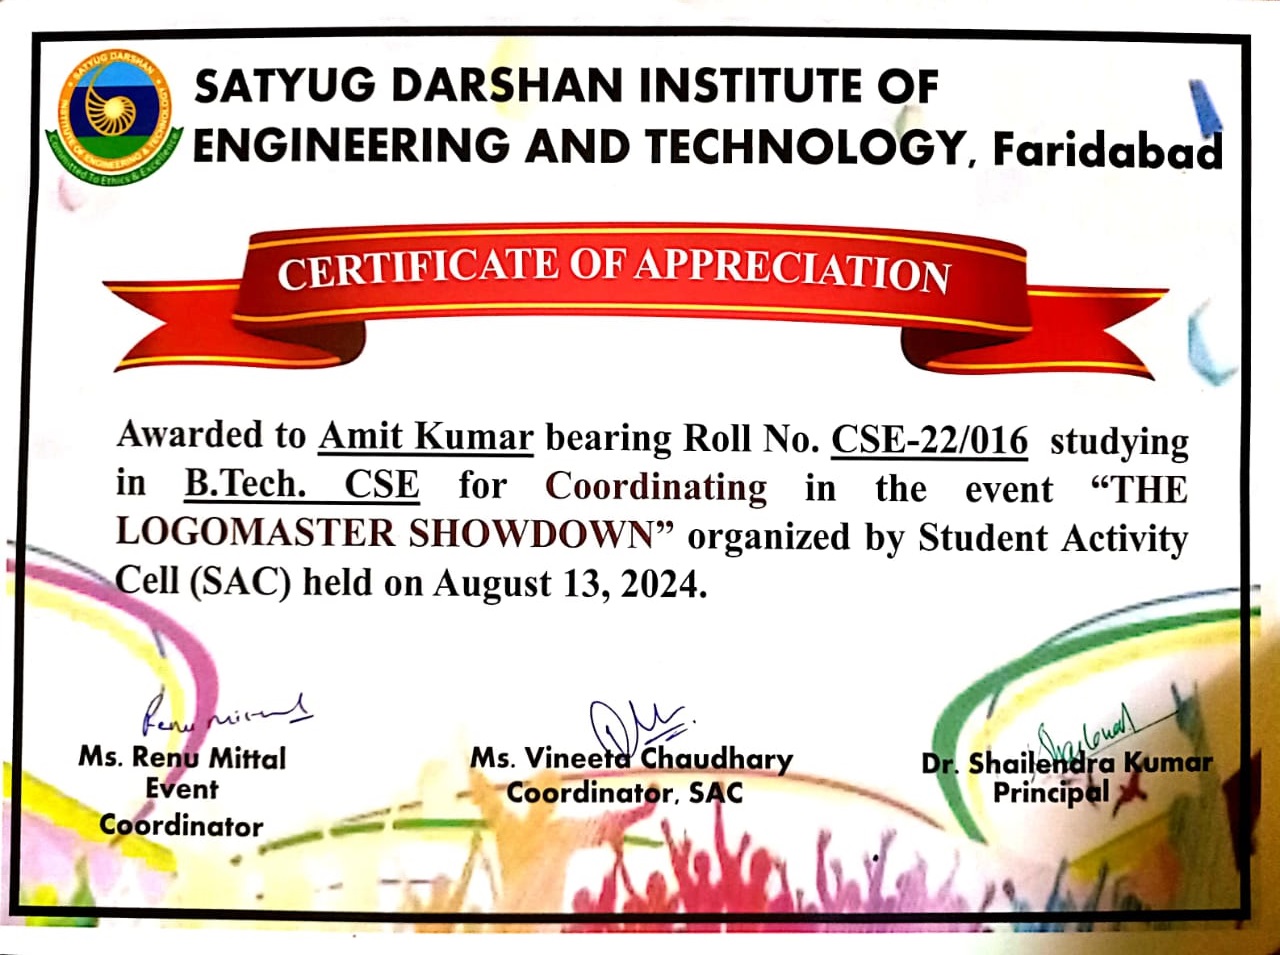 SATYUG DARSHAN
INSTITUTE OF ENGINEERING & TECHNOLOGY
Committed To Ethics & Excellence
SATYUG DARSHAN INSTITUTE OF
ENGINEERING AND TECHNOLOGY, Faridabad
CERTIFICATE OF APPRECIATION
Awarded to Amit Kumar bearing Roll No. CSE-22/016 studying
in B.Tech. CSE for Coordinating in the event “THE
LOGOMASTER SHOWDOWN” organized by Student Activity
Cell (SAC) held on August 13, 2024.
Renu Mittal
Ms. Renu Mittal
Event
Coordinator
Ms. Vineeta Chaudhary
Coordinator, SAC
Dr. Shailendra Kumar
Principal